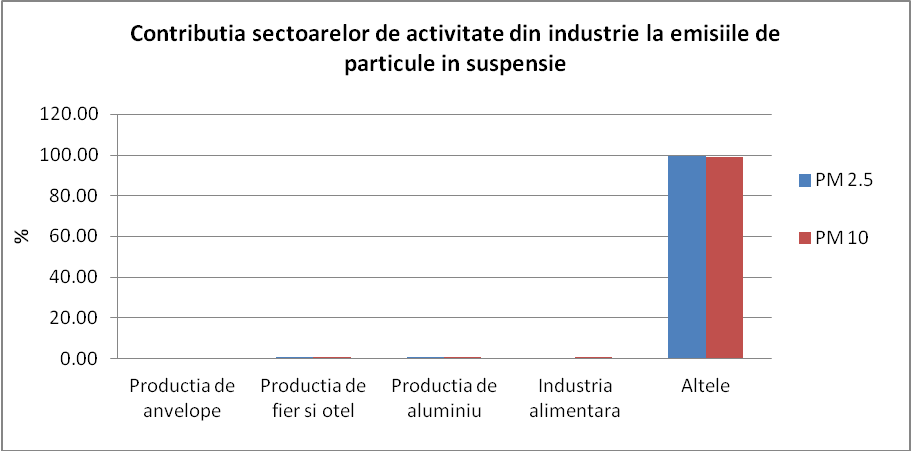 Contributia sectoarelor de activitate din industrie la emisiile de
particule in suspensie
120.00
100.00
80.00
60.00
40.00
20.00
0.00
%
Productia de
anvelope
Productia de
fier si otel
Productia de
aluminiu
Industria
alimentara
Altele
PM 2.5
PM 10